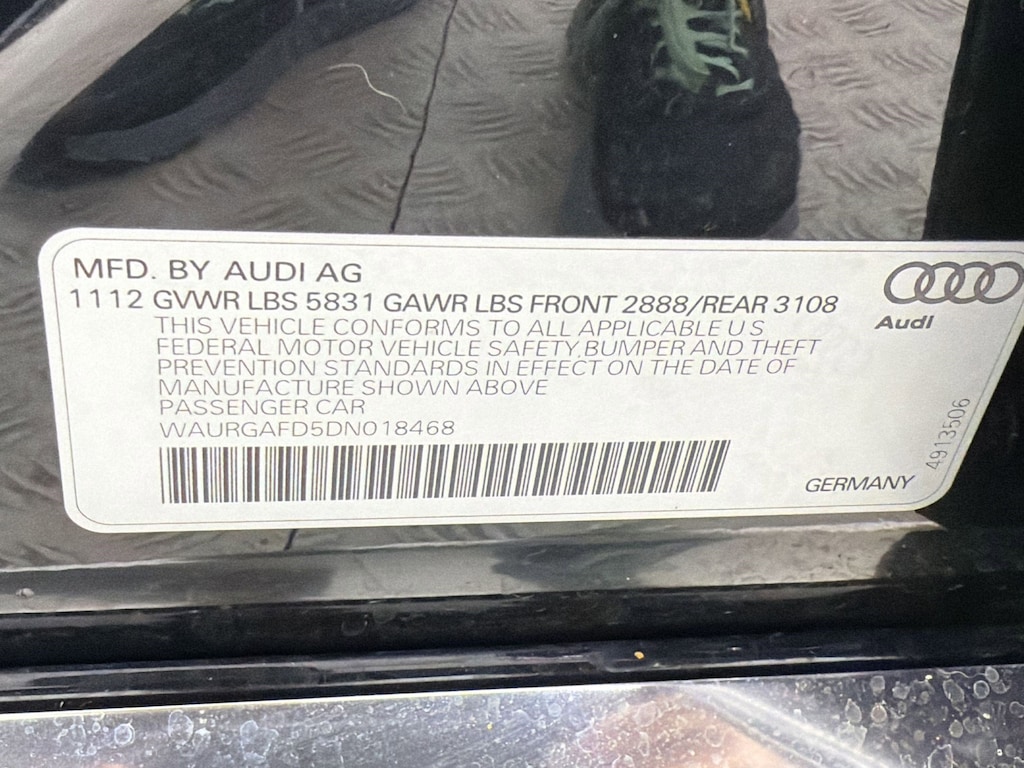 MFD. BY AUDI AG
1112 GVWR LBS 5831 GAWR LBS FRONT 2888/REAR 3108
THIS VEHICLE CONFORMS TO ALL APPLICABLE U S
FEDERAL MOTOR VEHICLE SAFETY,BUMPER AND THEFT
PREVENTION STANDARDS IN EFFECT ON THE DATE OF
MANUFACTURE SHOWN ABOVE
PASSENGER CAR
WAURGAFD5DN018468
Audi
4913506
GERMANY